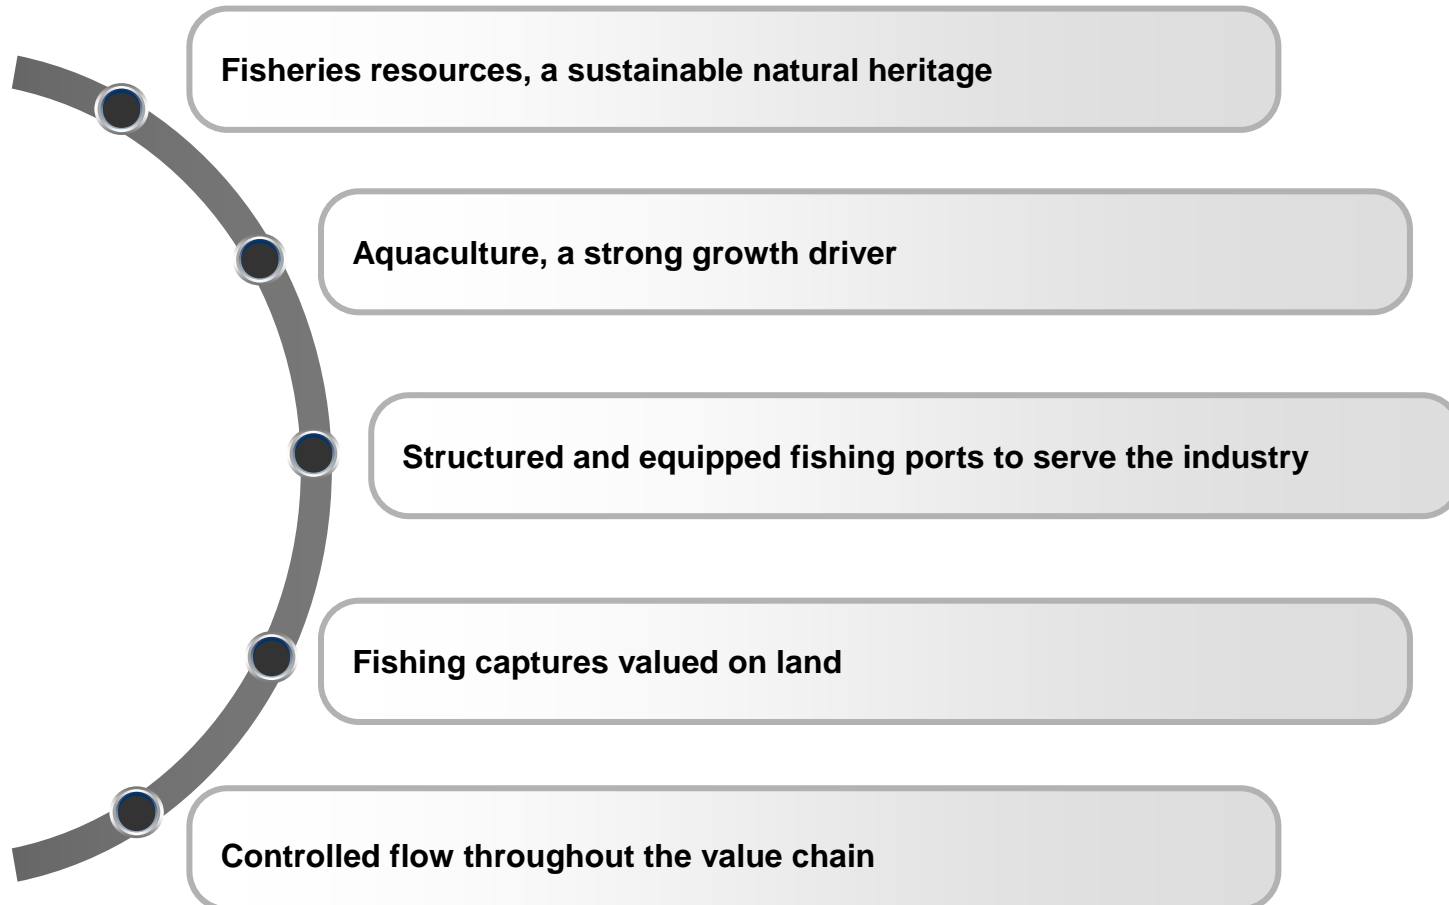 Fisheries resources, a sustainable natural heritage
Aquaculture, a strong growth driver
Structured and equipped fishing ports to serve the industry
Fishing captures valued on land
Controlled flow throughout the value chain